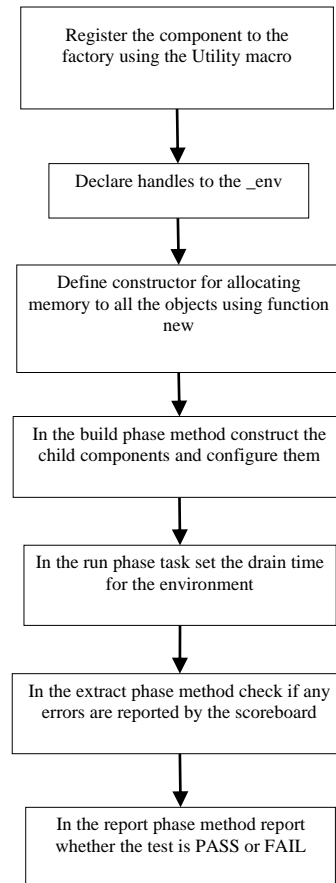 Register the component to the
factory using the Utility macro
Declare handles to the _env
Define constructor for allocating
memory to all the objects using function
new
In the build phase method construct the
child components and configure them
In the run phase task set the drain time
for the environment
In the extract phase method check if any
errors are reported by the scoreboard
In the report phase method report
whether the test is PASS or FAIL